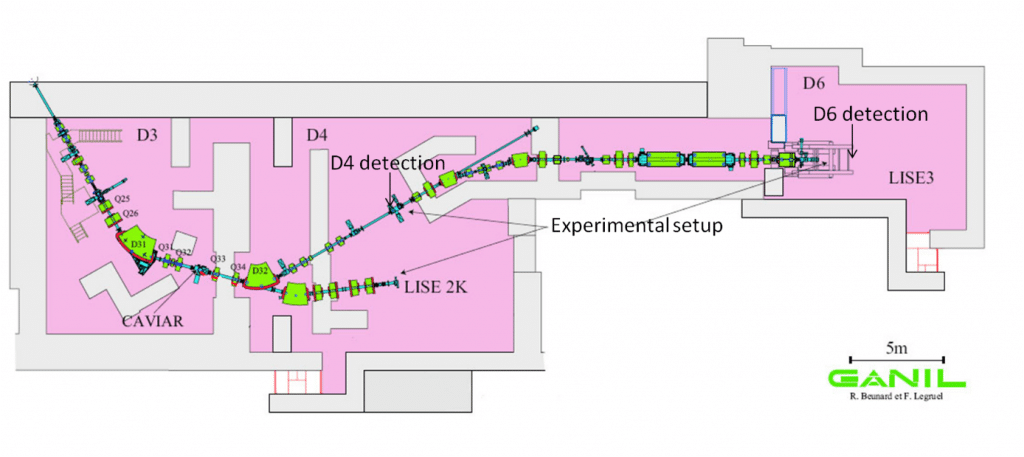 D3
D4
D6
D6 detection
D4 detection
LISE3
Q25
Q26
D31
Q31
Q32
Q33
Q34
D32
Experimental setup
LISE 2K
CAVIAR
5m
GANIL
R. Beunard et F. Legruel